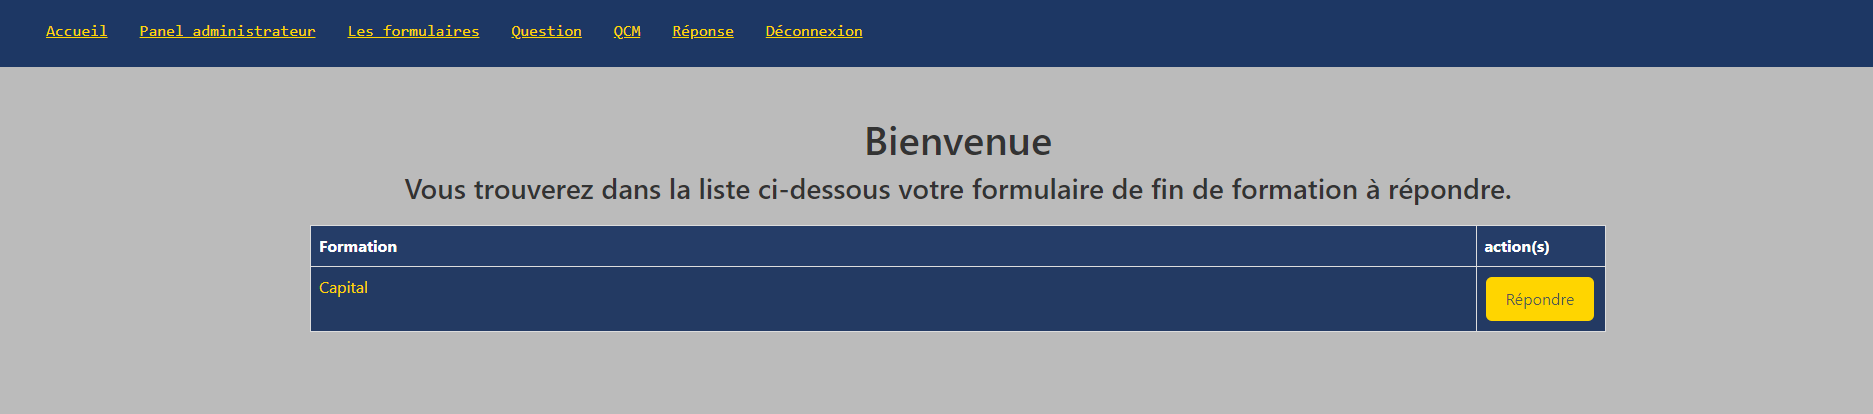 Accueil Panel administrateur Les formulaires Question QCM Réponse Déconnexion
Bienvenue
Vous trouverez dans la liste ci-dessous votre formulaire de fin de formation à répondre.
Formation action(s)
Capital Répondre